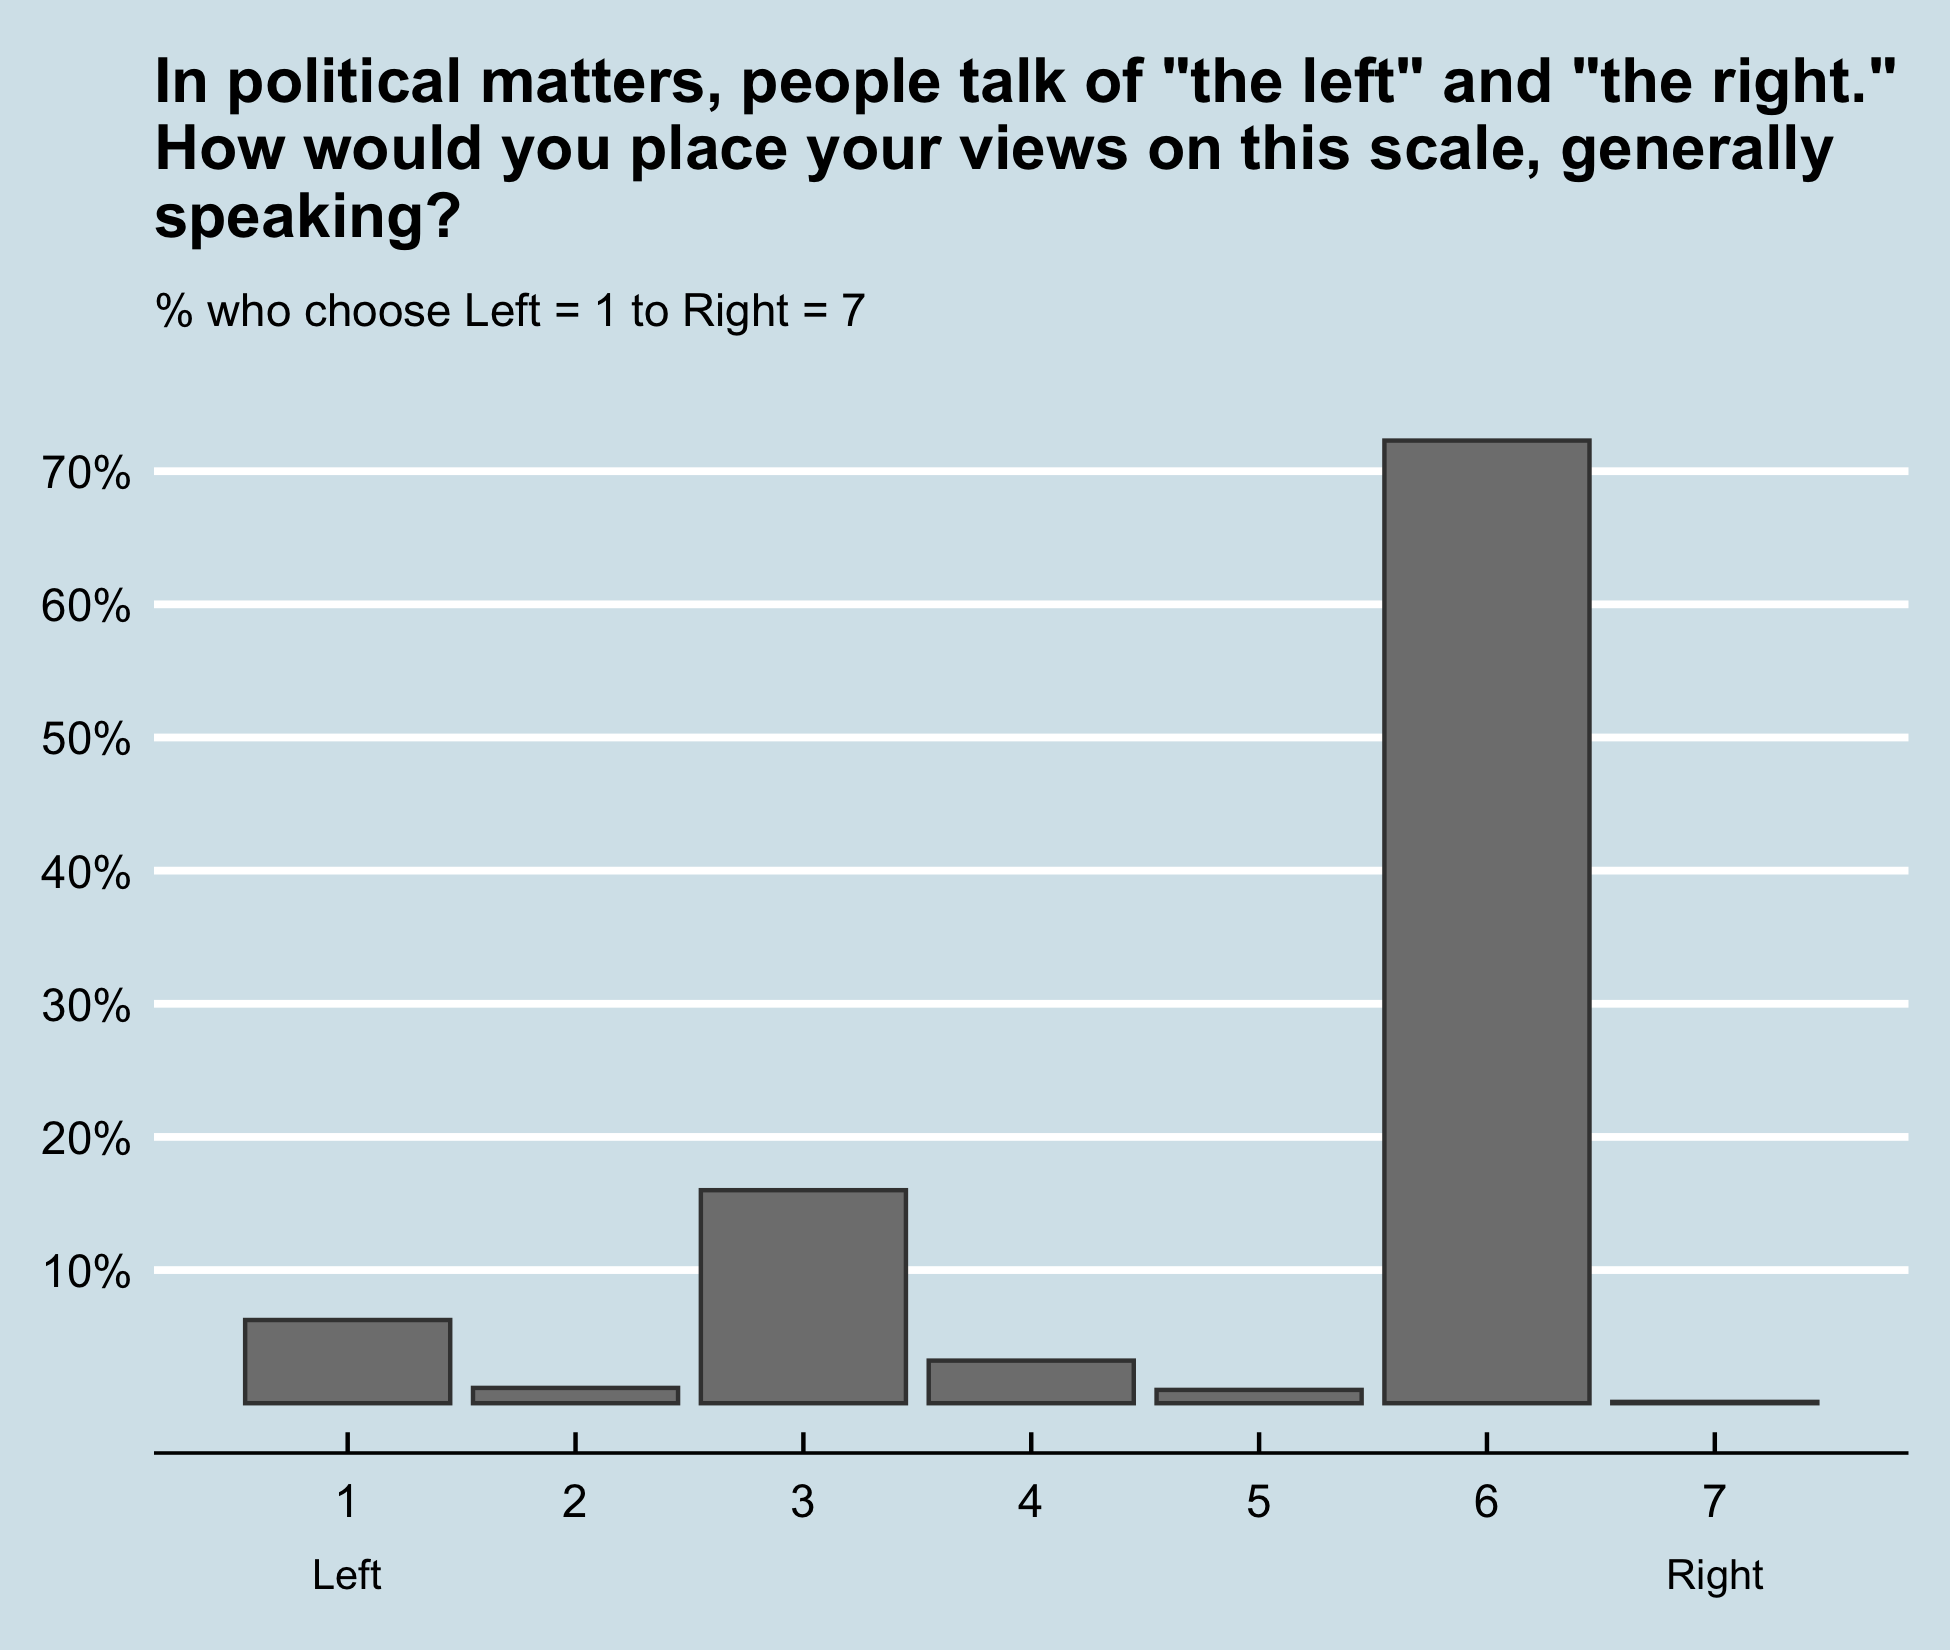 In political matters, people talk of "the left" and "the right."
How would you place your views on this scale, generally
speaking?
% who choose Left = 1 to Right = 7
70%
60%
50%
40%
30%
20%
10%
1 2 3 4 5 6 7
Left Right